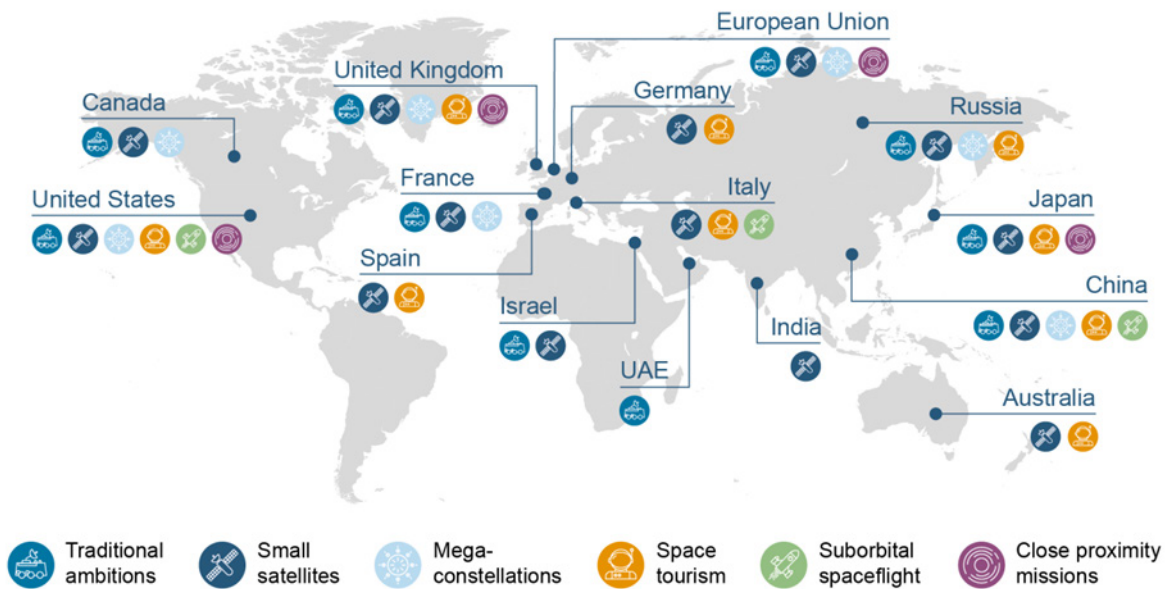 European Union
United Kingdom
Germany
Canada
Russia
France
Italy
United States
Japan
Spain
China
Israel
India
UAE
Australia
Traditional
ambitions
Small
satellites
Mega-
constellations
Space
tourism
Suborbital
spaceflight
Close proximity
missions